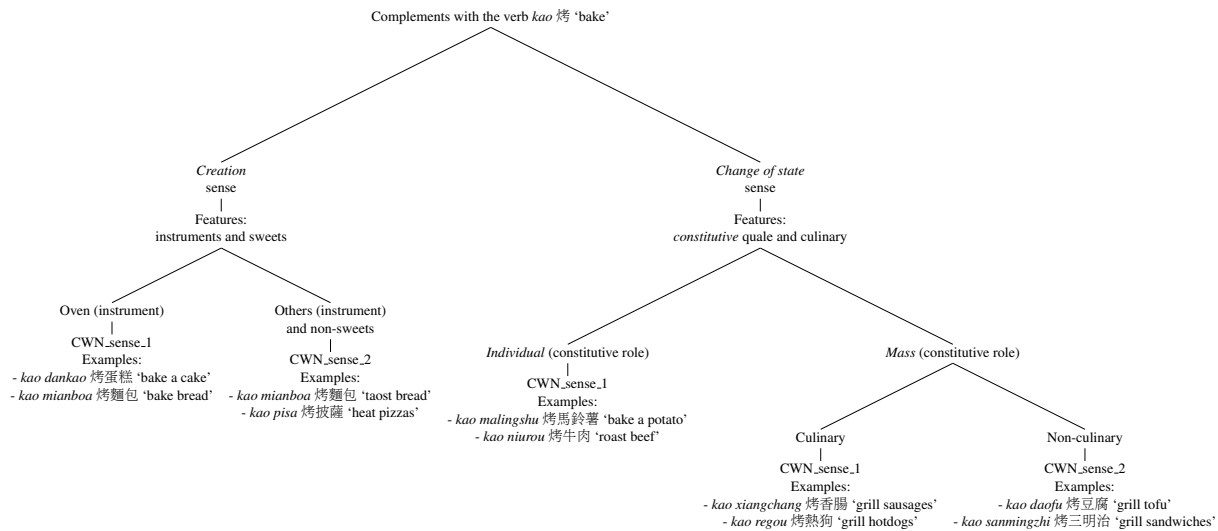 Complements with the verb kao 烤 ‘bake’
Creation
sense
Features:
instruments and sweets
Oven (instrument)
CWN_sense_1
Examples:
- kao dankao 烤蛋糕 ‘bake a cake’
- kao mianboa 烤麵包 ‘bake bread’
Others (instrument)
and non-sweets
CWN_sense_2
Examples:
- kao mianboa 烤麵包 ‘taost bread’
- kao pisa 烤披薩 ‘heat pizzas’
Change of state
sense
Features:
constitutive quale and culinary
Individual (constitutive role)
CWN_sense_1
Examples:
- kao malingshu 烤馬鈴薯 ‘bake a potato’
- kao niurou 烤牛肉 ‘roast beef’
Mass (constitutive role)
Culinary
CWN_sense_1
Examples:
- kao xiangchang 烤香腸 ‘grill sausages’
- kao regou 烤熱狗 ‘grill hotdogs’
Non-culinary
CWN_sense_2
Examples:
- kao daofu 烤豆腐 ‘grill tofu’
- kao sanmingzhi 烤三明治 ‘grill sandwiches’